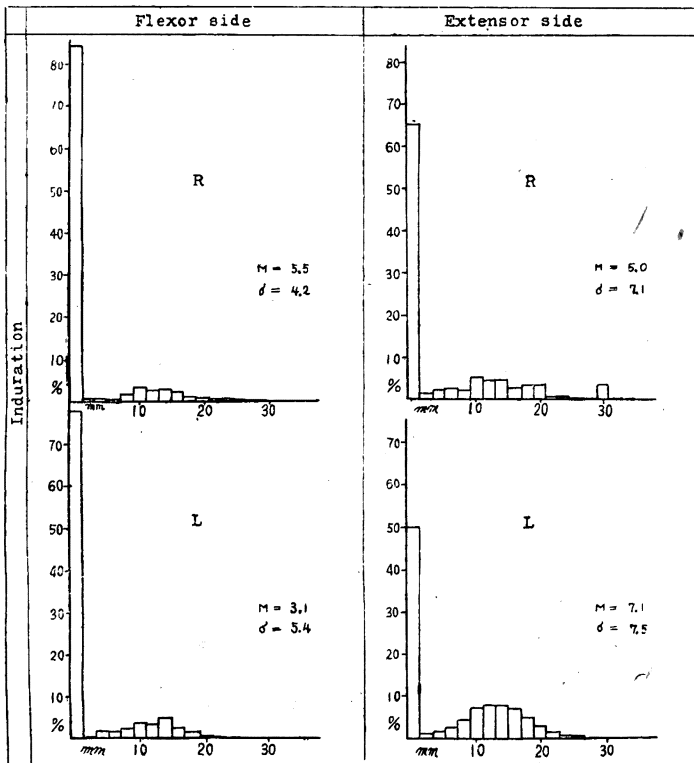 Flexor side
Extensor side
Induration
80
70
60
50
40
30
20
10
%
mm
10
20
30
R
M = 5.5
σ = 4.2
80
70
60
50
40
30
20
10
%
mm
10
20
30
R
M = 5.0
σ = 7.1
70
60
50
40
30
20
10
%
mm
10
20
30
L
M = 3.1
σ = 5.4
70
60
50
40
30
20
10
%
mm
10
20
30
L
M = 7.1
σ = 7.5